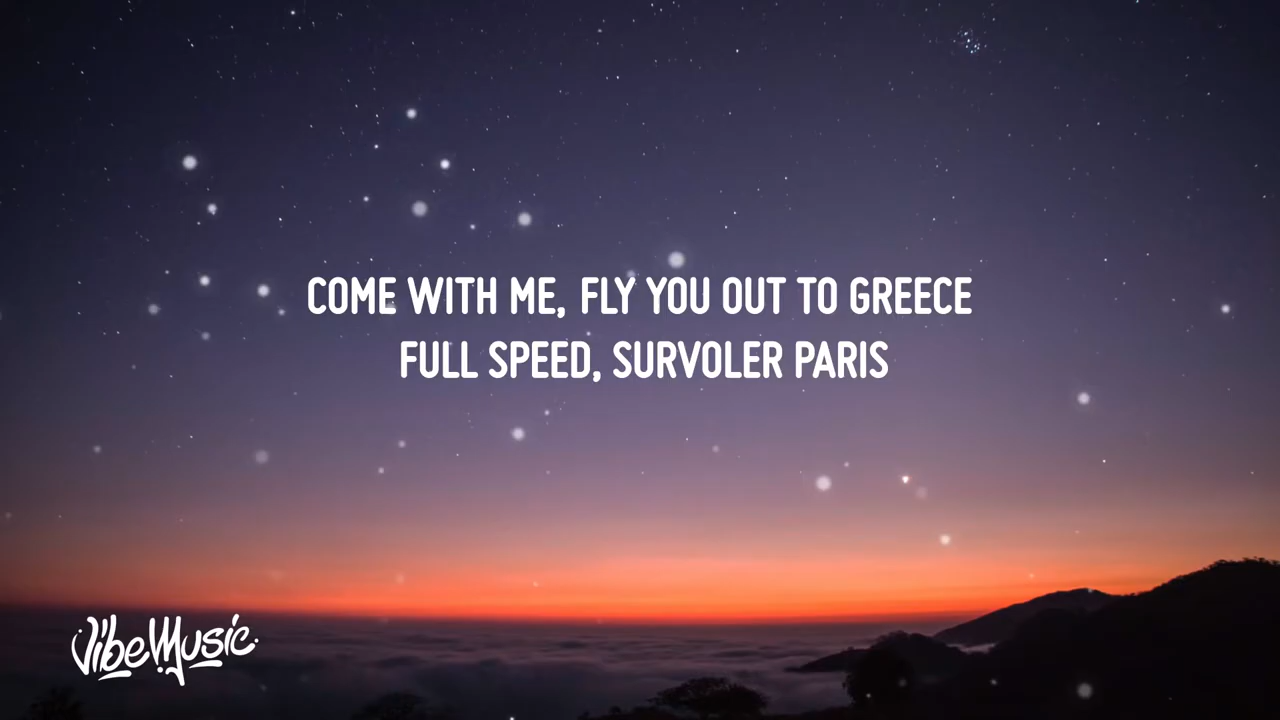 COME WITH ME, FLY YOU OUT TO GREECE
FULL SPEED, SURVOLER PARIS
VibeMusic